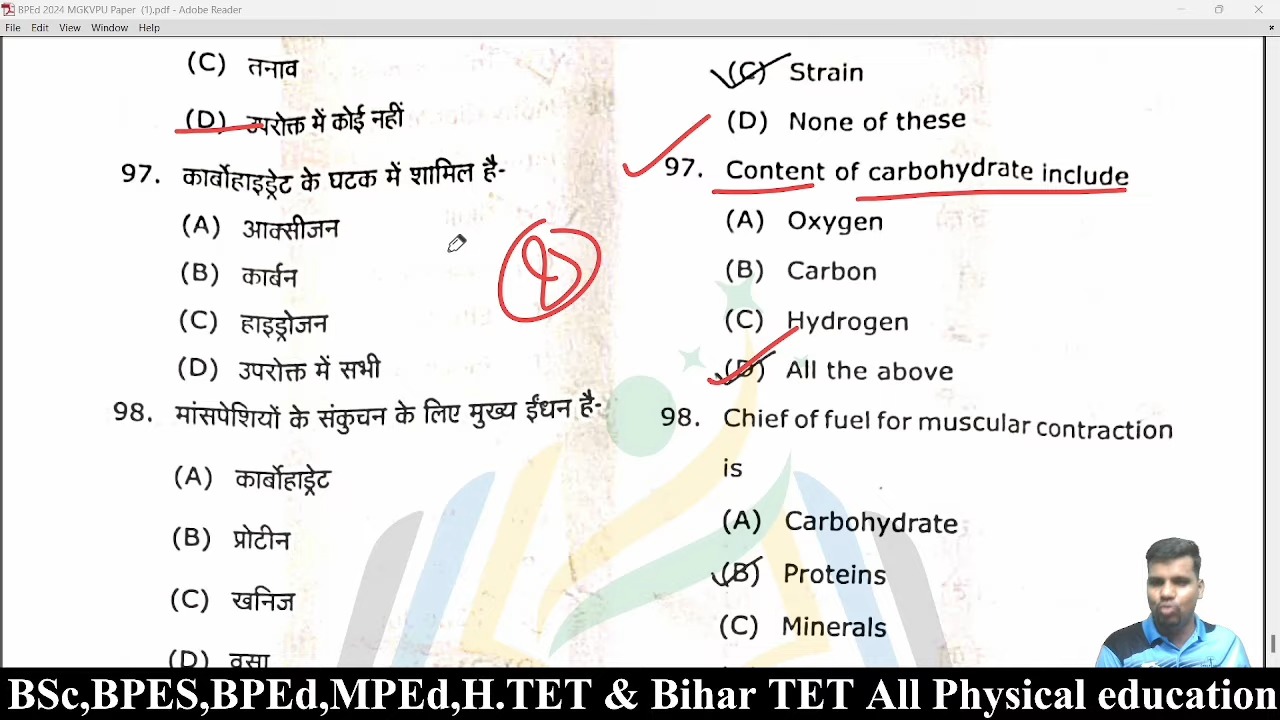 BPEd 2024 MGKVPU Paper (1).pdf - Adobe Reader
File Edit View Window Help
(C) तनाव
(D) उपरोक्त में कोई नहीं
97. कार्बोहाइड्रेट के घटक में शामिल है-
(A) आक्सीजन
(B) कार्बन
(C) हाइड्रोजन
(D) उपरोक्त में सभी
98. मांसपेशियों के संकुचन के लिए मुख्य ईंधन है-
(A) कार्बोहाड्रेट
(B) प्रोटीन
(C) खनिज
(D) वसा
(C) Strain
(D) None of these
97. Content of carbohydrate include
(A) Oxygen
(B) Carbon
(C) Hydrogen
(D) All the above
98. Chief of fuel for muscular contraction
is
(A) Carbohydrate
(B) Proteins
(C) Minerals
D
BSc,BPES,BPEd,MPEd,H.TET & Bihar TET All Physical education